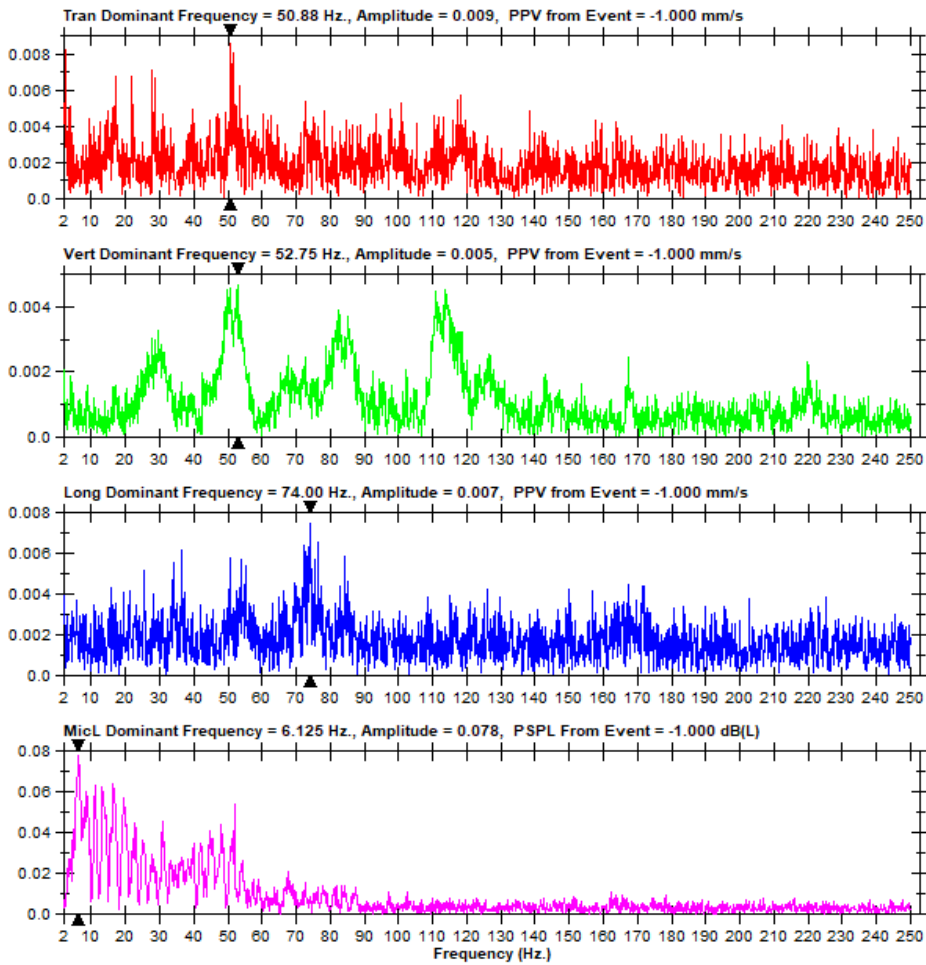 Tran Dominant Frequency = 50.88 Hz., Amplitude = 0.009,  PPV from Event = -1.000 mm/s
0.008
0.006
0.004
0.002
0.0
2 10 20 30 40 50 60 70 80 90 100 110 120 130 140 150 160 170 180 190 200 210 220 230 240 250
Vert Dominant Frequency = 52.75 Hz., Amplitude = 0.005,  PPV from Event = -1.000 mm/s
0.004
0.002
0.0
2 10 20 30 40 50 60 70 80 90 100 110 120 130 140 150 160 170 180 190 200 210 220 230 240 250
Long Dominant Frequency = 74.00 Hz., Amplitude = 0.007,  PPV from Event = -1.000 mm/s
0.008
0.006
0.004
0.002
0.0
2 10 20 30 40 50 60 70 80 90 100 110 120 130 140 150 160 170 180 190 200 210 220 230 240 250
MicL Dominant Frequency = 6.125 Hz., Amplitude = 0.078,  PSPL From Event = -1.000 dB(L)
0.08
0.06
0.04
0.02
0.0
2 10 20 30 40 50 60 70 80 90 100 110 120 130 140 150 160 170 180 190 200 210 220 230 240 250
Frequency (Hz.)